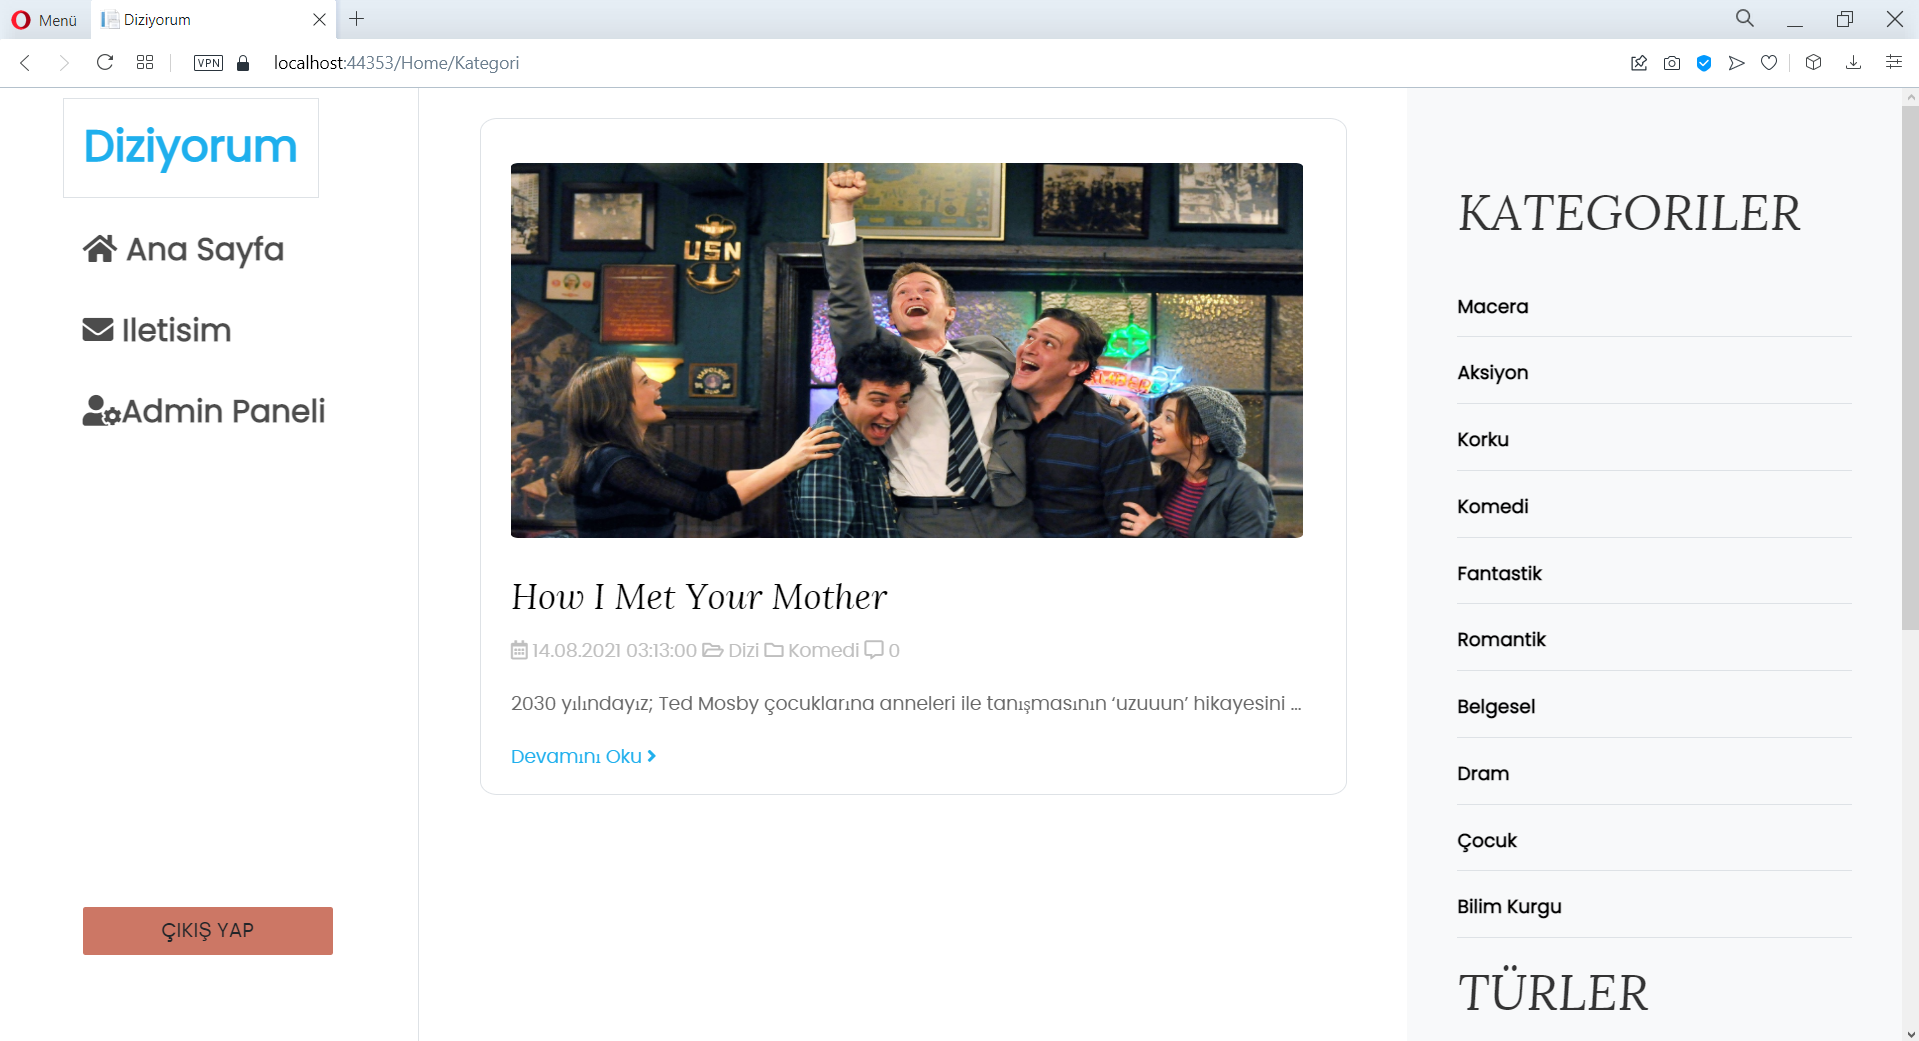 Menü
Diziyorum
VPN
localhost:44353/Home/Kategori
Diziyorum
Ana Sayfa
Iletisim
Admin Paneli
ÇIKIŞ YAP
USN
How I Met Your Mother
14.08.2021 03:13:00 Dizi Komedi 0
2030 yılındayız; Ted Mosby çocuklarına anneleri ile tanışmasının ‘uzuuun’ hikayesini ...
Devamını Oku
KATEGORILER
Macera
Aksiyon
Korku
Komedi
Fantastik
Romantik
Belgesel
Dram
Çocuk
Bilim Kurgu
TÜRLER